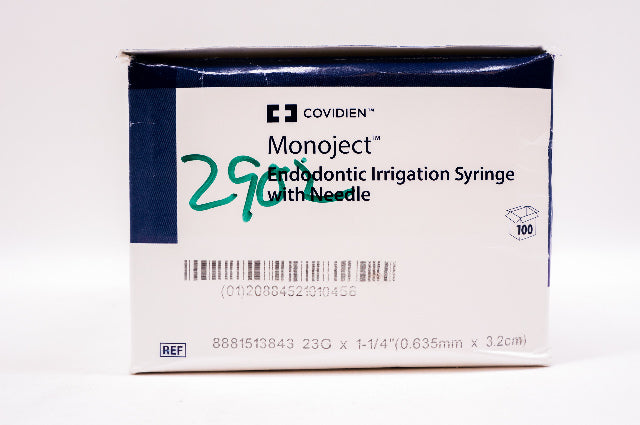 COVIDIEN™
Monoject™
Endodontic Irrigation Syringe
with Needle
100
(01)20884521010458
REF 8881513843 23G x 1-1/4"(0.635mm x 3.2cm)